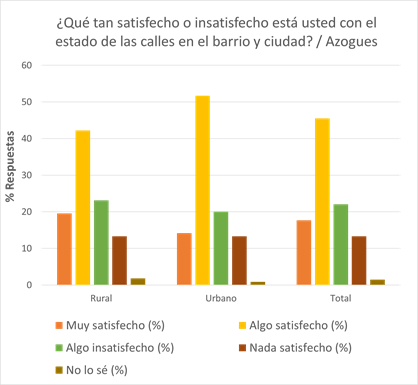 ¿Qué tan satisfecho o insatisfecho está usted con el
estado de las calles en el barrio y ciudad? / Azogues
% Respuestas
60
50
40
30
20
10
0
Rural
Urbano
Total
Muy satisfecho (%)
Algo satisfecho (%)
Algo insatisfecho (%)
Nada satisfecho (%)
No lo sé (%)